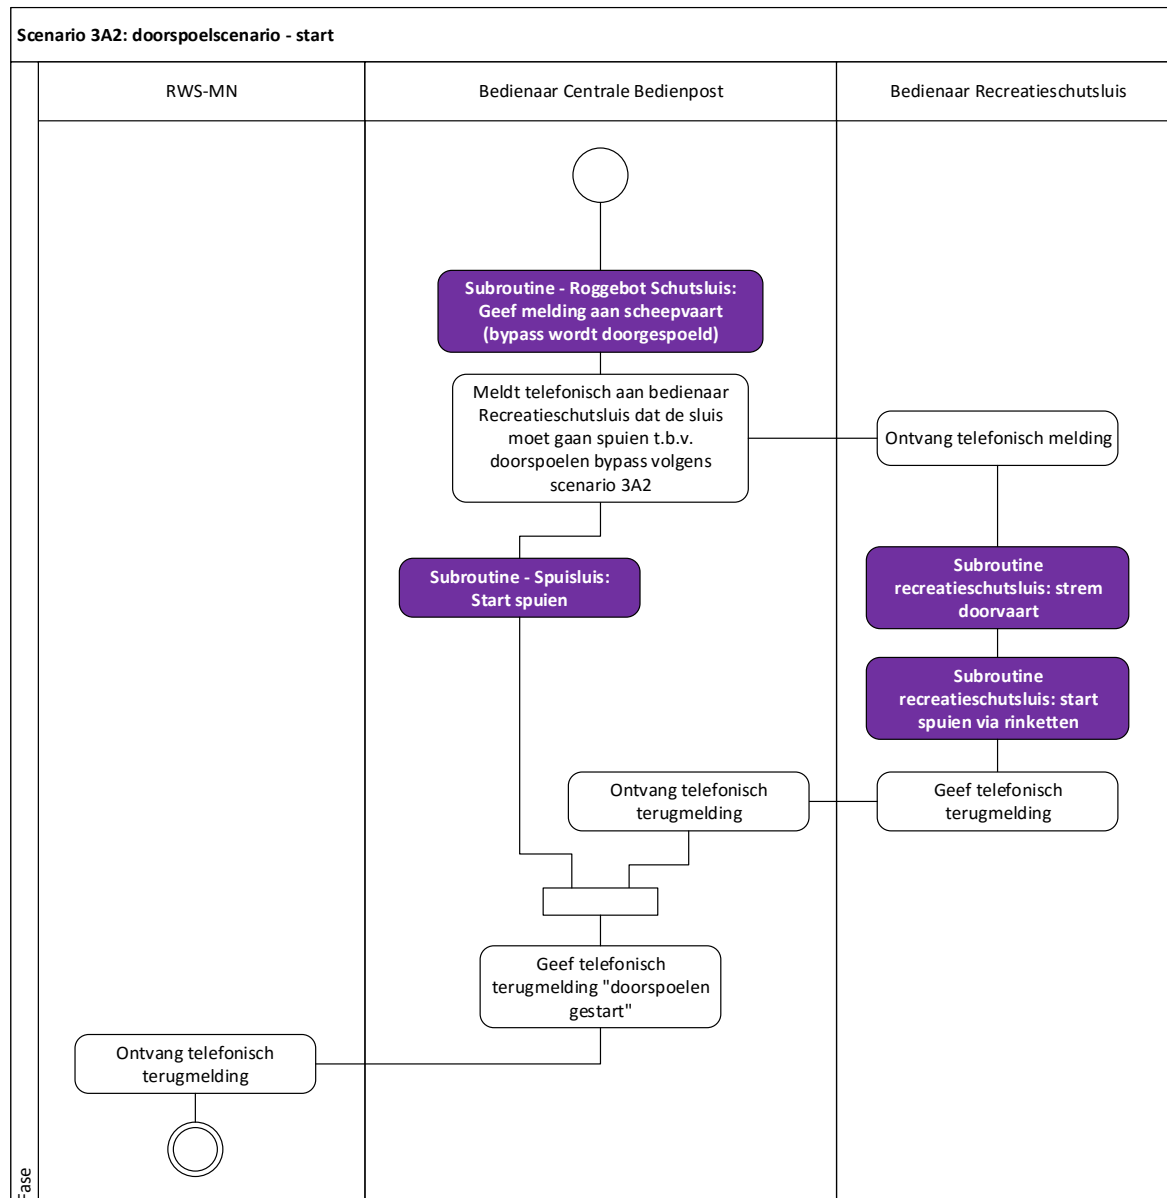 Scenario 3A2: doorspoelscenario - start
RWS-MN
Bedienaar Centrale Bedienpost
Bedienaar Recreatieschutsluis
Subroutine - Roggebot Schutsluis:
Geef melding aan scheepvaart
(bypass wordt doorgespoeld)
Meldt telefonisch aan bedienaar
Recreatieschutsluis dat de sluis
moet gaan spuien t.b.v.
doorspoelen bypass volgens
scenario 3A2
Ontvang telefonisch melding
Subroutine - Spuisluis:
Start spuien
Subroutine
recreatieschutsluis: strem
doorvaart
Subroutine
recreatieschutsluis: start
spuien via rinketten
Ontvang telefonisch
terugmelding
Geef telefonisch
terugmelding
Geef telefonisch
terugmelding "doorspoelen
gestart"
Ontvang telefonisch
terugmelding
Fase